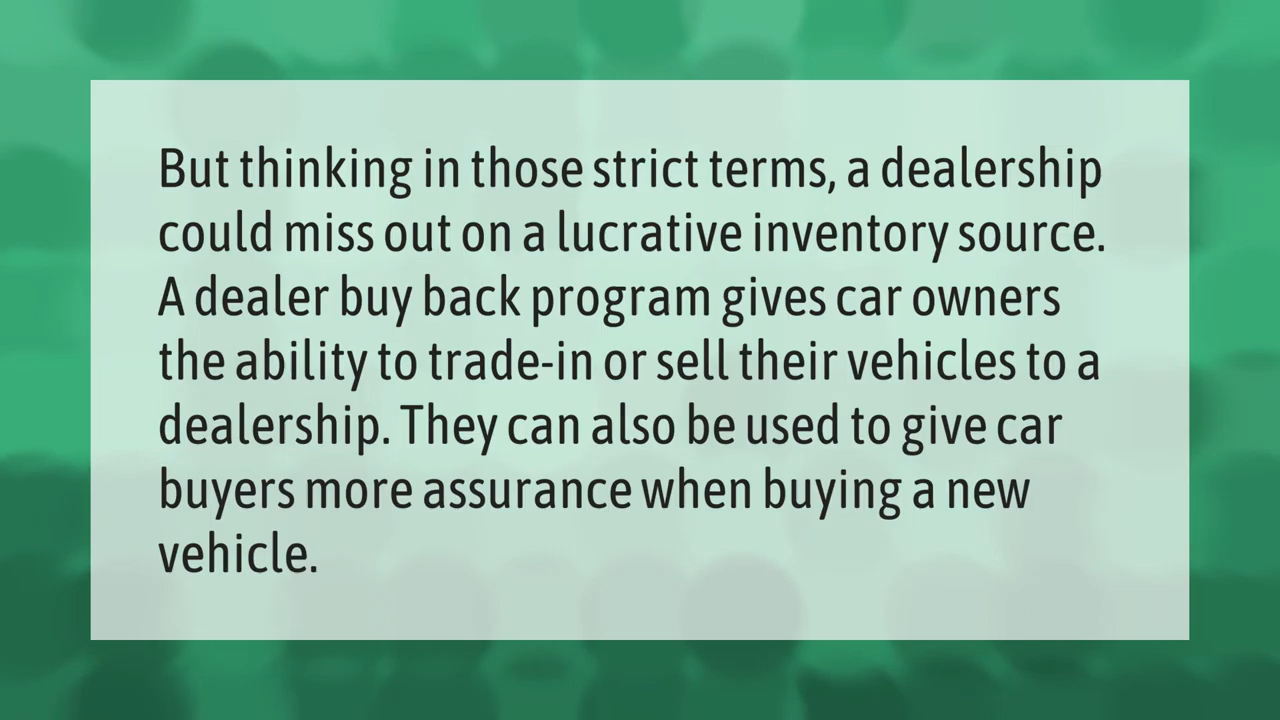 But thinking in those strict terms, a dealership
could miss out on a lucrative inventory source.
A dealer buy back program gives car owners
the ability to trade-in or sell their vehicles to a
dealership. They can also be used to give car
buyers more assurance when buying a new
vehicle.